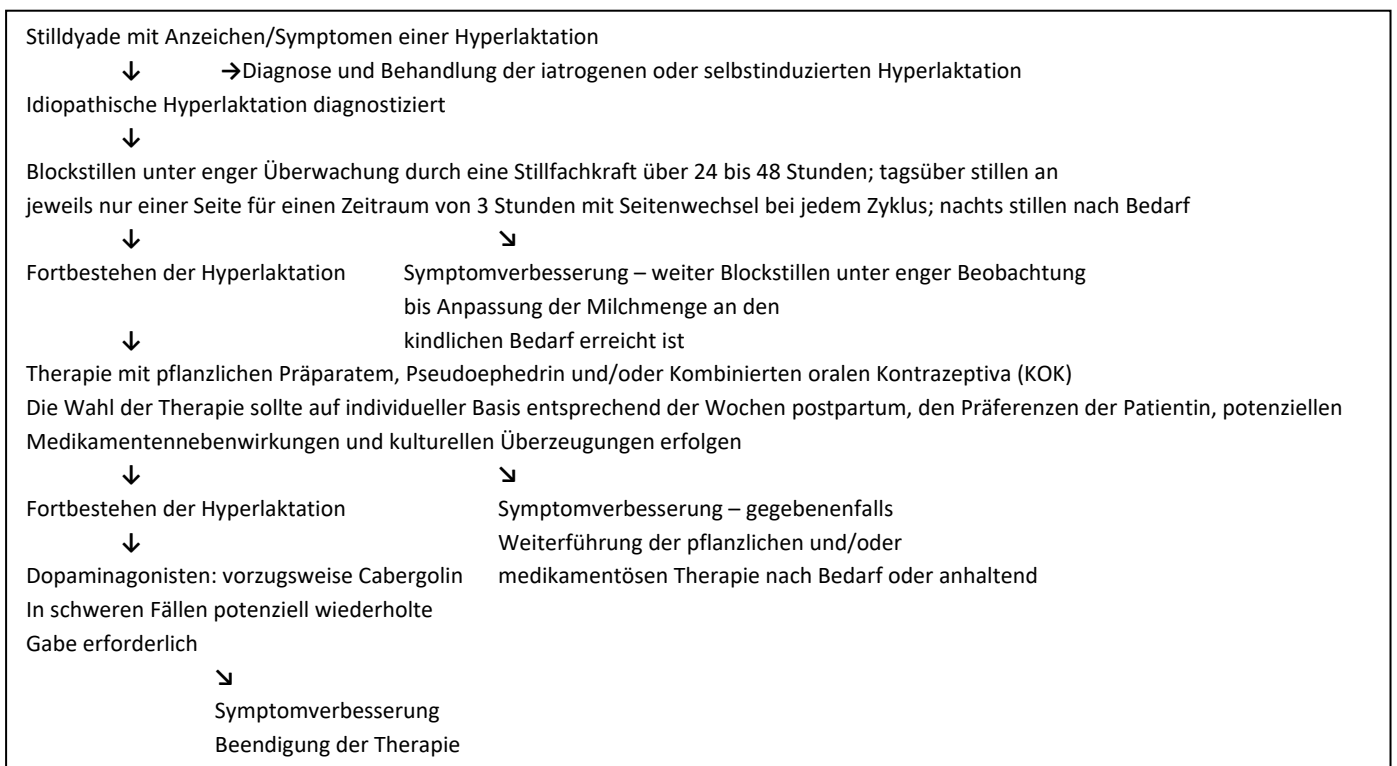 Stilldyade mit Anzeichen/Symptomen einer Hyperlaktation
↓ →Diagnose und Behandlung der iatrogenen oder selbstinduzierten Hyperlaktation
Idiopathische Hyperlaktation diagnostiziert
↓
Blockstillen unter enger Überwachung durch eine Stillfachkraft über 24 bis 48 Stunden; tagsüber stillen an
jeweils nur einer Seite für einen Zeitraum von 3 Stunden mit Seitenwechsel bei jedem Zyklus; nachts stillen nach Bedarf
↓ ↘
Fortbestehen der Hyperlaktation Symptomverbesserung – weiter Blockstillen unter enger Beobachtung
bis Anpassung der Milchmenge an den
↓ kindlichen Bedarf erreicht ist
Therapie mit pflanzlichen Präparatem, Pseudoephedrin und/oder Kombinierten oralen Kontrazeptiva (KOK)
Die Wahl der Therapie sollte auf individueller Basis entsprechend der Wochen postpartum, den Präferenzen der Patientin, potenziellen
Medikamentennebenwirkungen und kulturellen Überzeugungen erfolgen
↓ ↘
Fortbestehen der Hyperlaktation Symptomverbesserung – gegebenenfalls
↓ Weiterführung der pflanzlichen und/oder
Dopaminagonisten: vorzugsweise Cabergolin medikamentösen Therapie nach Bedarf oder anhaltend
In schweren Fällen potenziell wiederholte
Gabe erforderlich
↘
Symptomverbesserung
Beendigung der Therapie